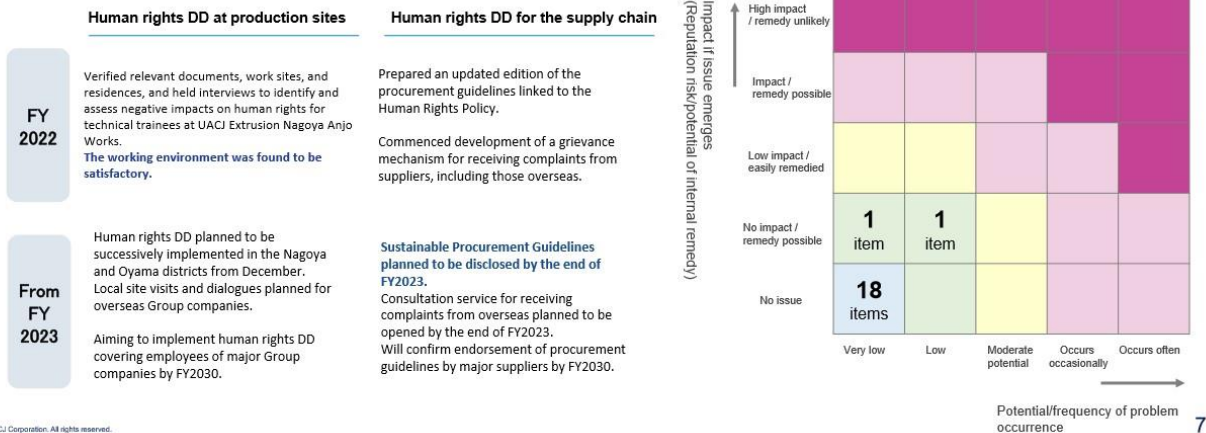 Human rights DD at production sites
Human rights DD for the supply chain
FY
2022
Verified relevant documents, work sites, and
residences, and held interviews to identify and
assess negative impacts on human rights for
technical trainees at UACJ Extrusion Nagoya Anjo
Works.
The working environment was found to be
satisfactory.
Prepared an updated edition of the
procurement guidelines linked to the
Human Rights Policy.
Commenced development of a grievance
mechanism for receiving complaints from
suppliers, including those overseas.
From
FY
2023
Human rights DD planned to be
successively implemented in the Nagoya
and Oyama districts from December.
Local site visits and dialogues planned for
overseas Group companies.
Aiming to implement human rights DD
covering employees of major Group
companies by FY2030.
Sustainable Procurement Guidelines
planned to be disclosed by the end of
FY2023.
Consultation service for receiving
complaints from overseas planned to be
opened by the end of FY2023.
Will confirm endorsement of procurement
guidelines by major suppliers by FY2030.
Impact if issue emerges
(Reputation risk/potential of internal remedy)
High impact
/ remedy unlikely
Impact /
remedy possible
Low impact /
easily remedied
No impact /
remedy possible
1
item
1
item
No issue
18
items
Very low
Low
Moderate
potential
Occurs
occasionally
Occurs often
Potential/frequency of problem
occurrence
CJ Corporation. All rights reserved.
7